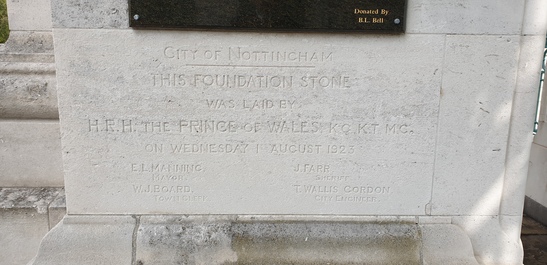 Donated By
B.L. Bell
CITY OF NOTTINGHAM
THIS FOUNDATION STONE
WAS LAID BY
H.R.H. THE PRINCE OF WALES, K.G., K.T., M.C.
ON WEDNESDAY 1 AUGUST 1923
E.L. MANNING, J. FARR,
MAYOR. SHERIFF.
W.J. BOARD, T. WALLIS GORDON
TOWN CLERK. CITY ENGINEER.